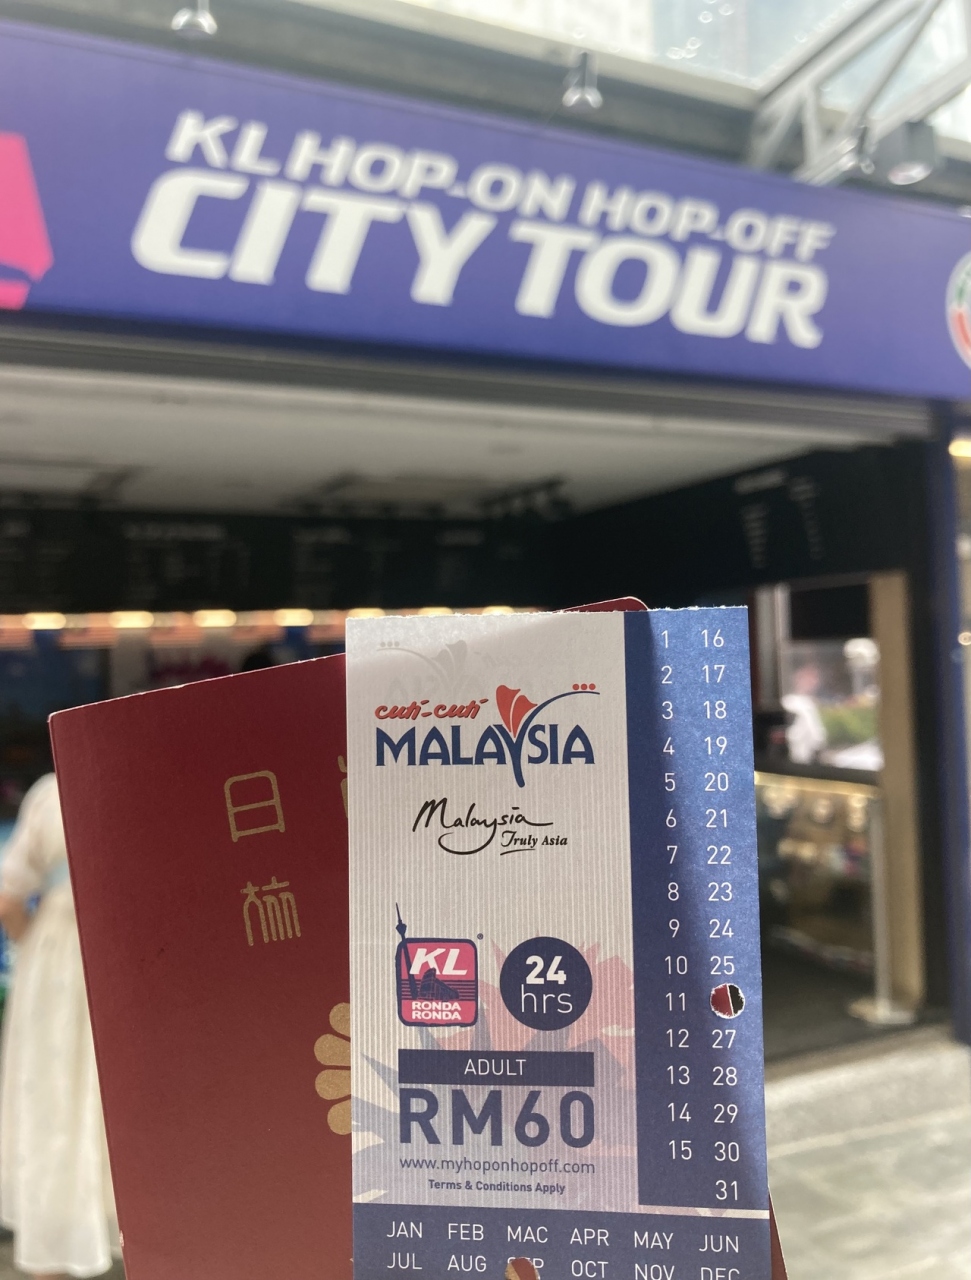 KL HOP-ON HOP-OFF
CITY TOUR
日
旅
cuti-cuti
MALAYSIA
Malaysia
Truly Asia
KL
RONDA
RONDA
24
hrs
ADULT
RM60
www.myhoponhopoff.com
Terms & Conditions Apply
1 16
2 17
3 18
4 19
5 20
6 21
7 22
8 23
9 24
10 25
11
12 27
13 28
14 29
15 30
31
JAN FEB MAC APR MAY JUN
JUL AUG OCT NOV DEC